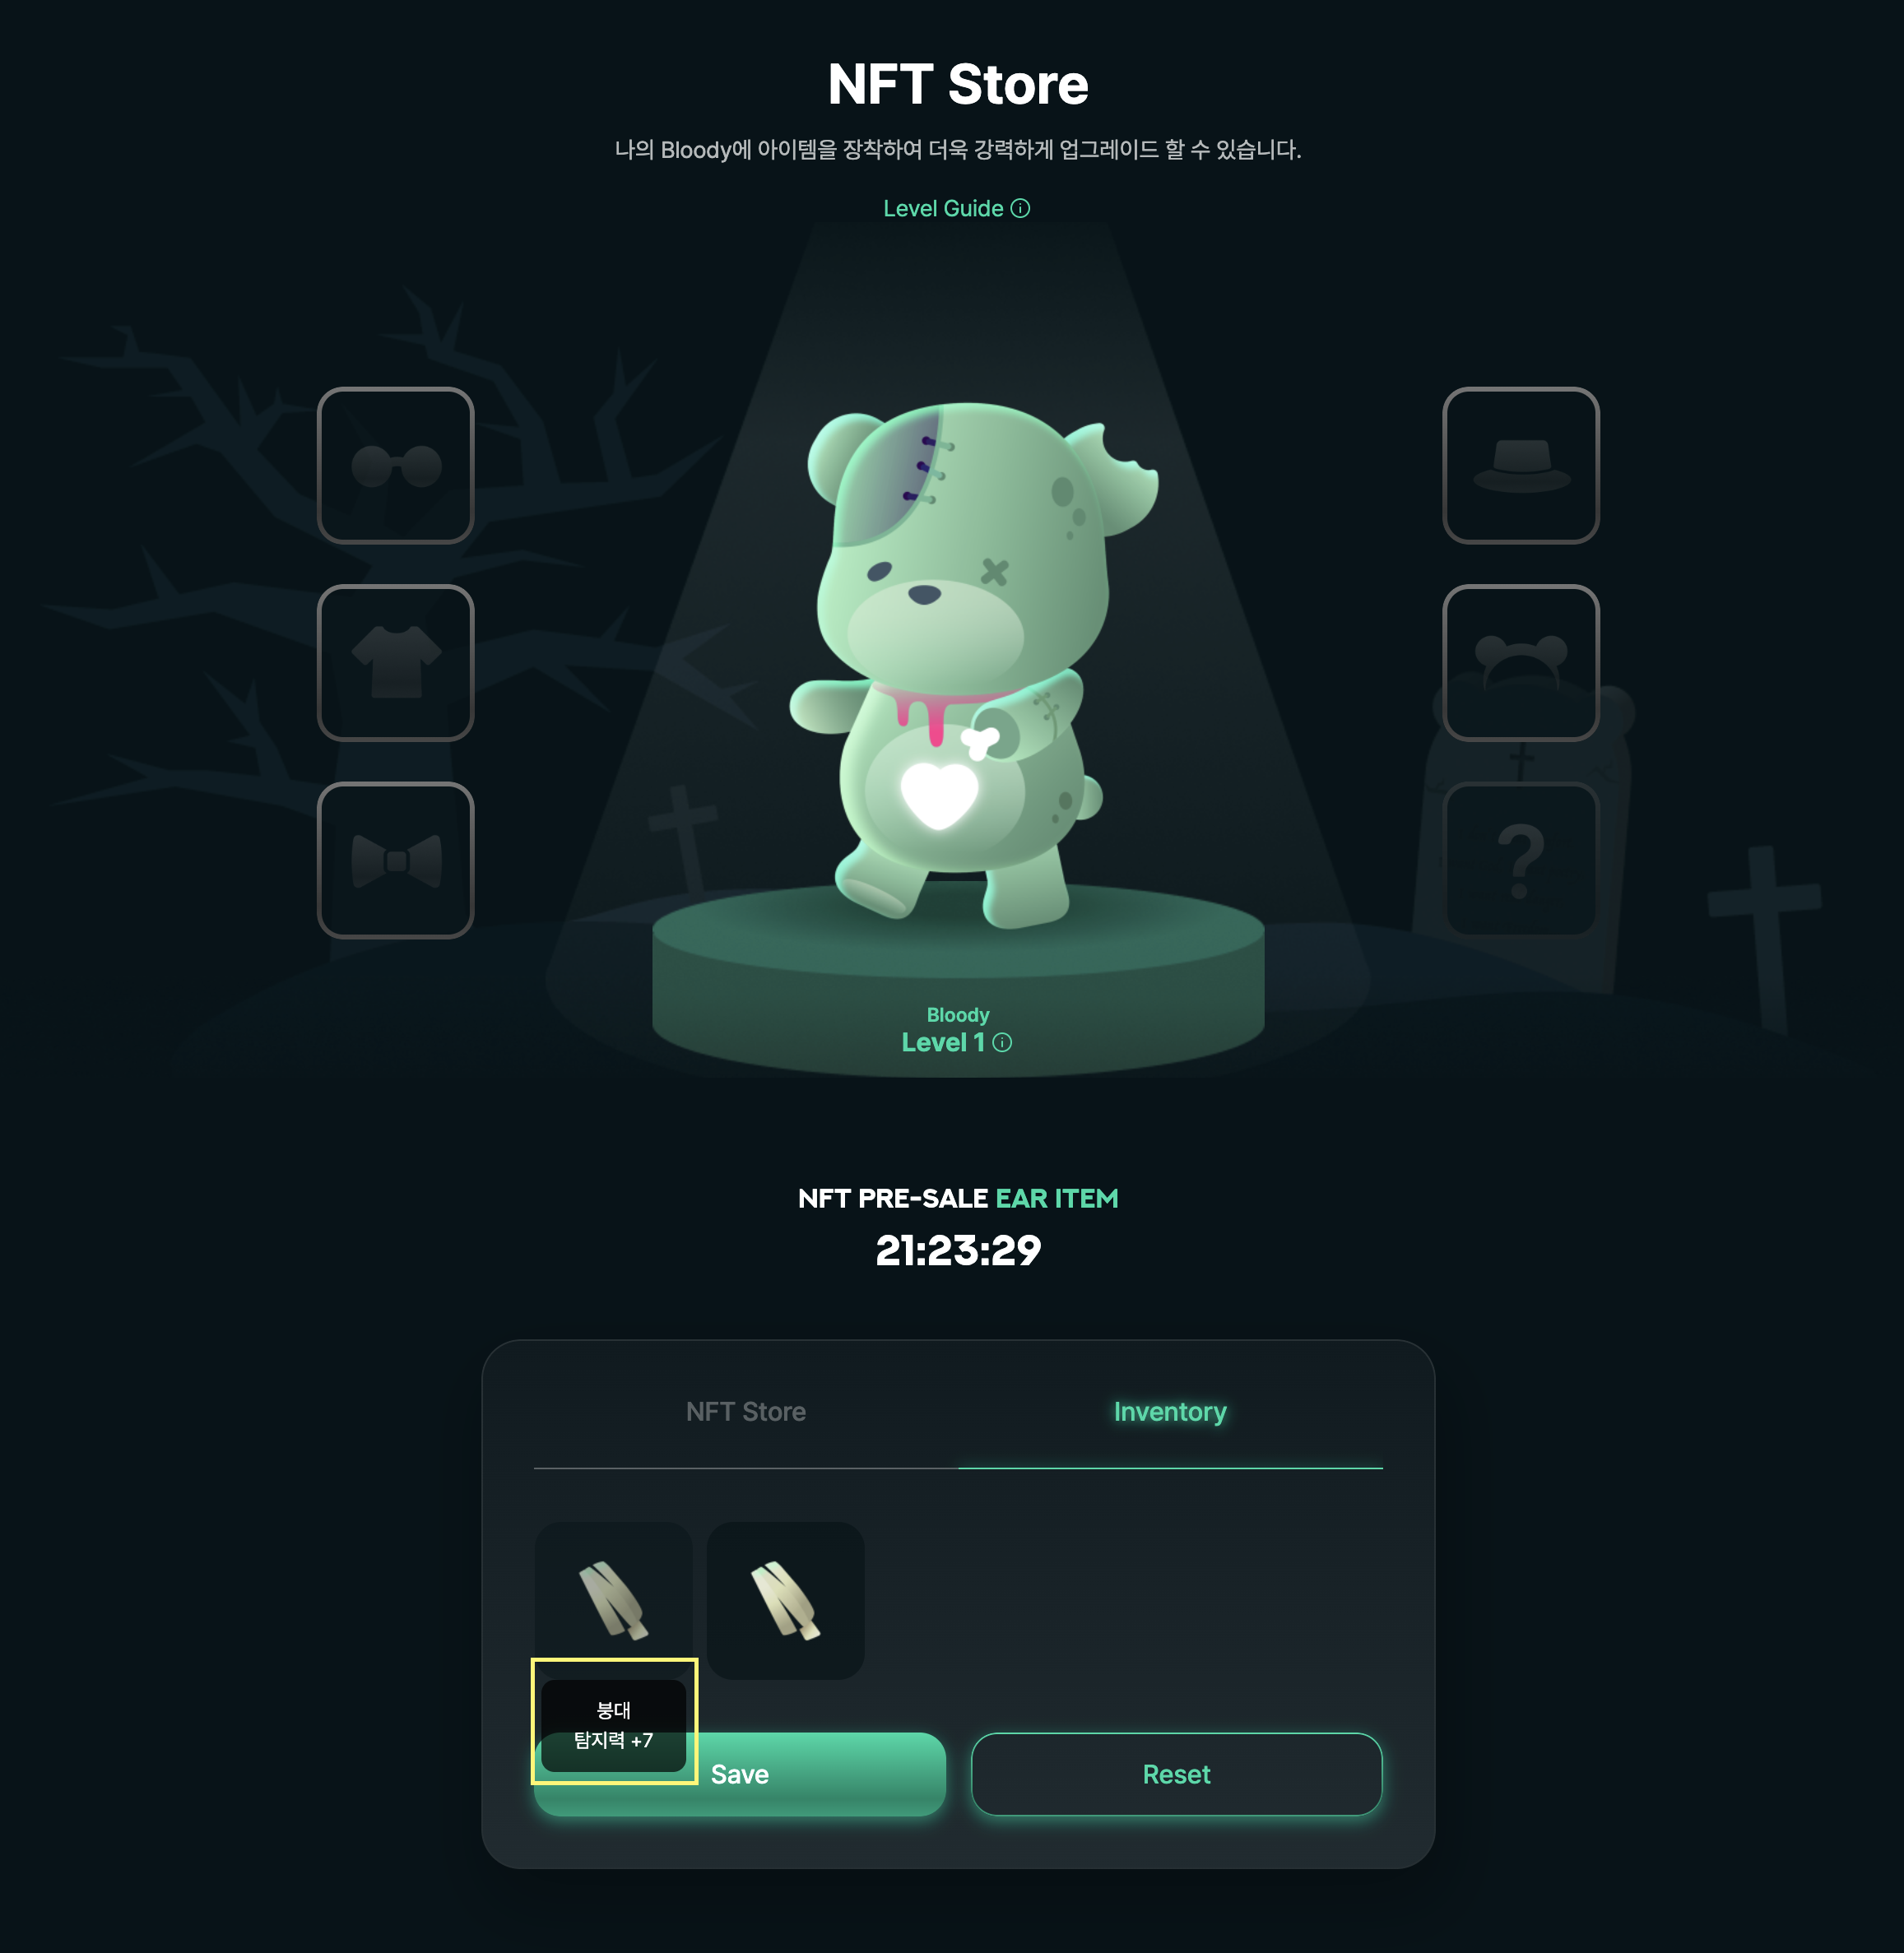 NFT Store
나의 Bloody에 아이템을 장착하여 더욱 강력하게 업그레이드 할 수 있습니다.
Level Guide
?
Bloody
Level 1
NFT PRE-SALE EAR ITEM
21:23:29
NFT Store
Inventory
붕대
탐지력 +7
Save
Reset